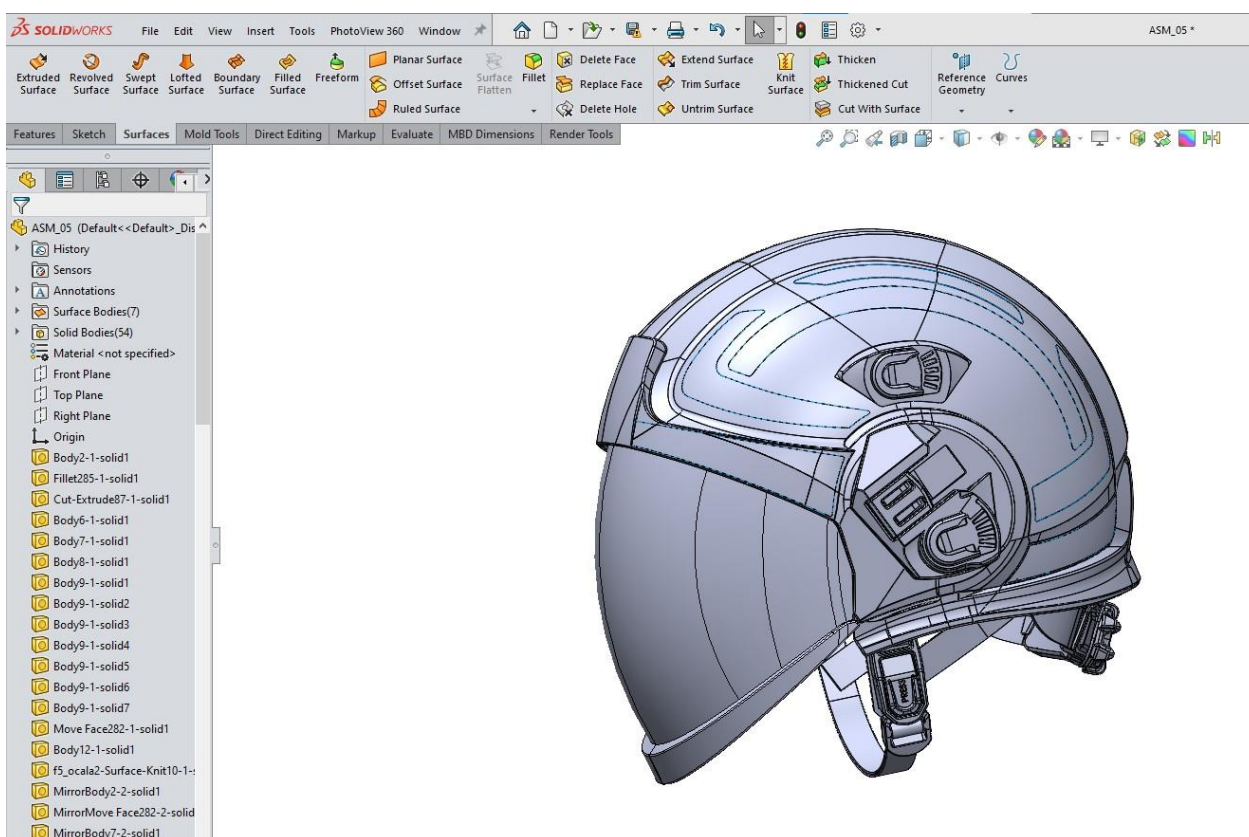 SOLIDWORKS File Edit View Insert Tools PhotoView 360 Window ASM_05 *
Extruded Surface Revolved Surface Swept Surface Lofted Surface Boundary Surface Filled Surface Freeform
Planar Surface
Offset Surface
Ruled Surface
Surface Flatten Fillet
Delete Face
Replace Face
Delete Hole
Extend Surface
Trim Surface
Untrim Surface
Knit Surface
Thicken
Thickened Cut
Cut With Surface
Reference Geometry Curves
Features Sketch Surfaces Mold Tools Direct Editing Markup Evaluate MBD Dimensions Render Tools
ASM_05 (Default<<Default>_Dis
History
Sensors
Annotations
Surface Bodies(7)
Solid Bodies(54)
Material <not specified>
Front Plane
Top Plane
Right Plane
Origin
Body2-1-solid1
Fillet285-1-solid1
Cut-Extrude87-1-solid1
Body6-1-solid1
Body7-1-solid1
Body8-1-solid1
Body9-1-solid1
Body9-1-solid2
Body9-1-solid3
Body9-1-solid4
Body9-1-solid5
Body9-1-solid6
Body9-1-solid7
Move Face282-1-solid1
Body12-1-solid1
f5_ocala2-Surface-Knit10-1-
MirrorBody2-2-solid1
MirrorMove Face282-2-solid
MirrorBody7-2-solid1
PRESS